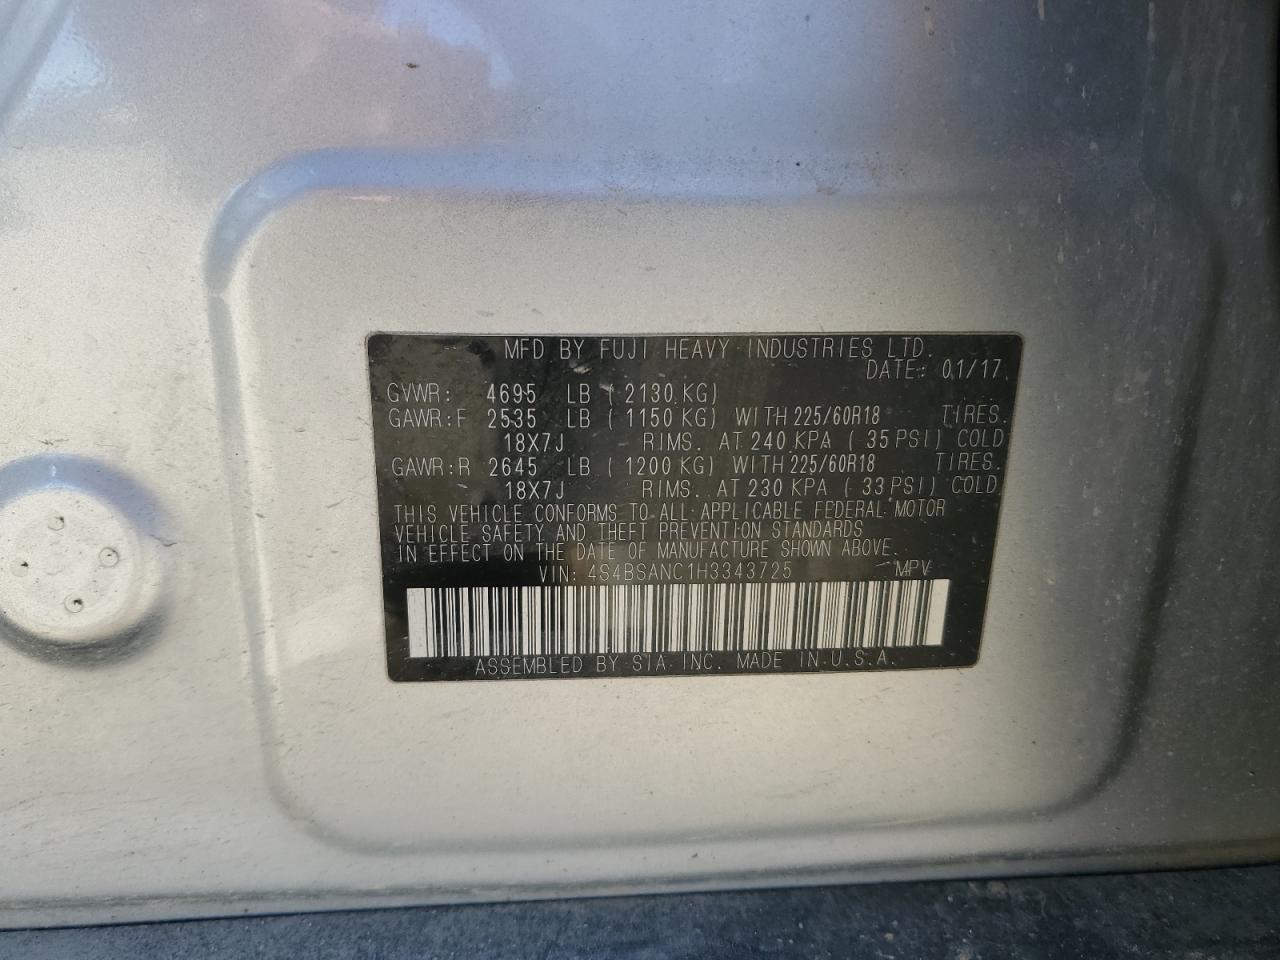 MFD BY FUJI HEAVY INDUSTRIES LTD.
DATE: 01/17
GVWR: 4695 LB (2130 KG)
GAWR:F 2535 LB (1150 KG) WITH 225/60R18 TIRES.
18X7J RIMS. AT 240 KPA (35 PSI) COLD
GAWR:R 2645 LB (1200 KG) WITH 225/60R18 TIRES.
18X7J RIMS. AT 230 KPA (33 PSI) COLD
THIS VEHICLE CONFORMS TO ALL APPLICABLE FEDERAL MOTOR
VEHICLE SAFETY AND THEFT PREVENTION STANDARDS
IN EFFECT ON THE DATE OF MANUFACTURE SHOWN ABOVE.
VIN: 4S4BSANC1H3343725 MPV
ASSEMBLED BY SIA INC. MADE IN U.S.A.